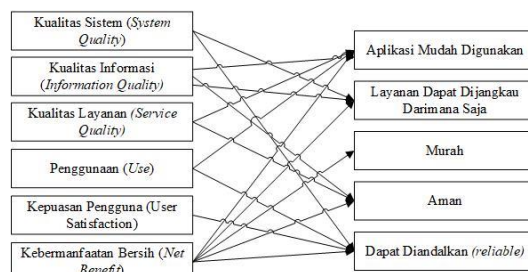 Kualitas Sistem (System
Quality)
Kualitas Informasi
(Information Quality)
Kualitas Layanan (Service
Quality)
Penggunaan (Use)
Kepuasan Pengguna (User
Satisfaction)
Kebermanfaatan Bersih (Net
Benefit)
Aplikasi Mudah Digunakan
Layanan Dapat Dijangkau
Darimana Saja
Murah
Aman
Dapat Diandalkan (reliable)